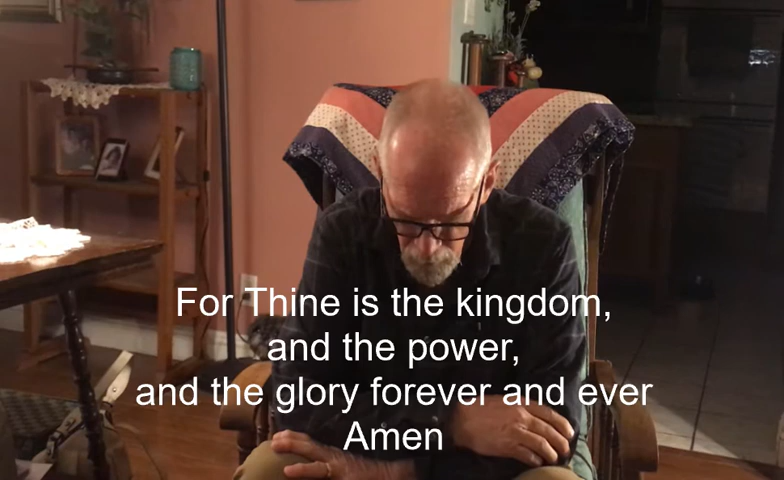 For Thine is the kingdom,
and the power,
and the glory forever and ever
Amen